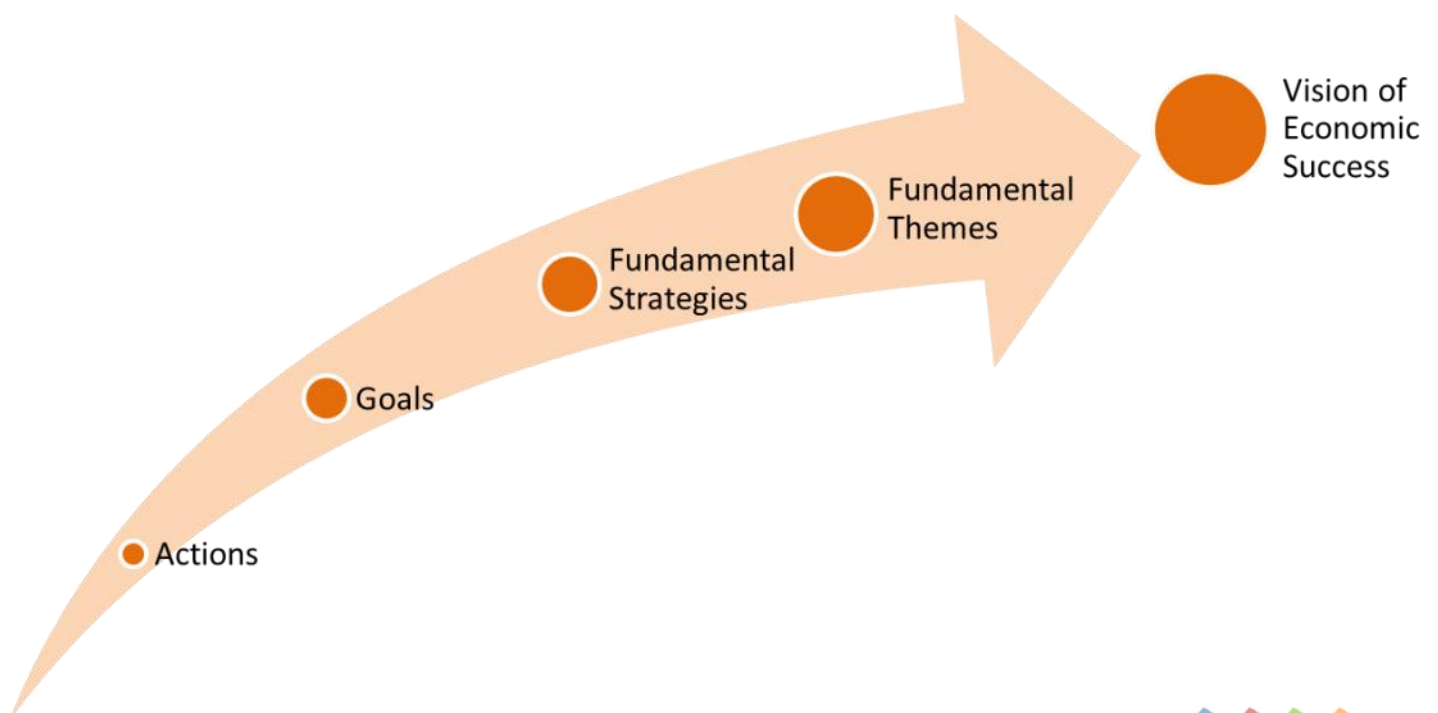 Vision of
Economic
Success
Fundamental
Themes
Fundamental
Strategies
Goals
Actions